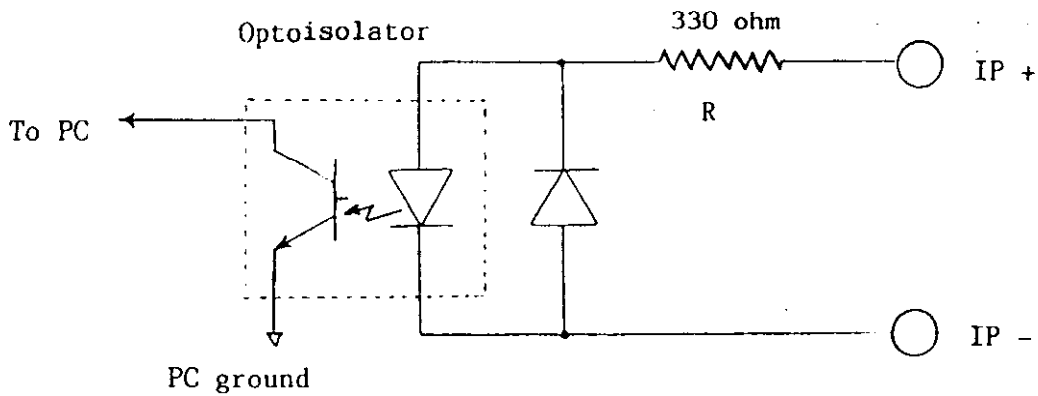 330 ohm
Optoisolator
IP +
R
To PC
IP -
PC ground